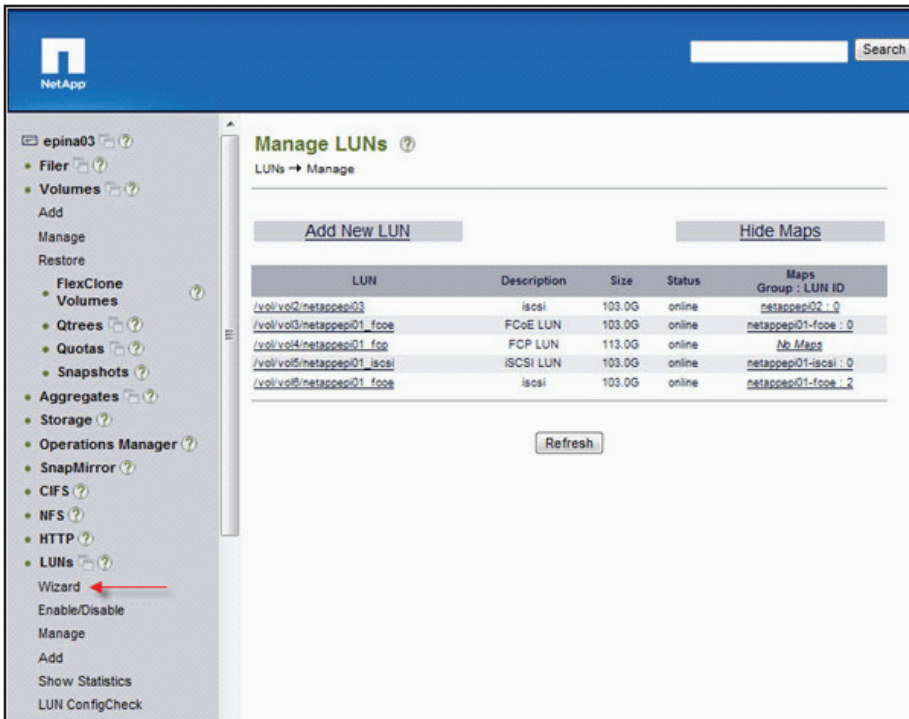 NetApp
Search
epina03
Filer
Volumes
Add
Manage
Restore
FlexClone Volumes
Qtrees
Quotas
Snapshots
Aggregates
Storage
Operations Manager
SnapMirror
CIFS
NFS
HTTP
LUNs
Wizard
Enable/Disable
Manage
Add
Show Statistics
LUN ConfigCheck
Manage LUNs
LUNs → Manage
Add New LUN Hide Maps
LUN Description Size Status Maps Group : LUN ID
/vol/vol2/netappepi03 iscsi 103.0G online netappepi02 : 0
/vol/vol3/netappepi01_fcoe FCoE LUN 103.0G online netappepi01-fcoe : 0
/vol/vol4/netappepi01_fcp FCP LUN 113.0G online No Maps
/vol/vol5/netappepi01_iscsi iSCSI LUN 103.0G online netappepi01-iscsi : 0
/vol/vol6/netappepi01_fcoe iscsi 103.0G online netappepi01-fcoe : 2
Refresh